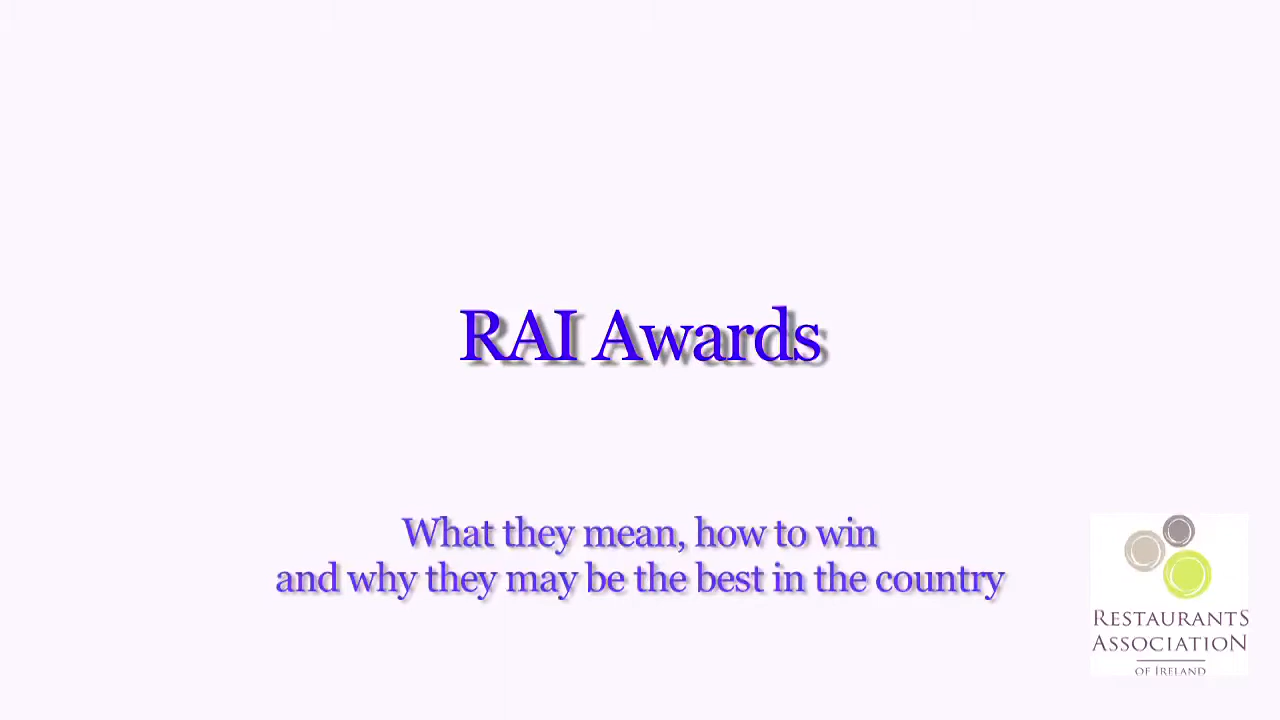 RAI Awards
What they mean, how to win
and why they may be the best in the country
RESTAURANTS
ASSOCIATION
OF IRELAND